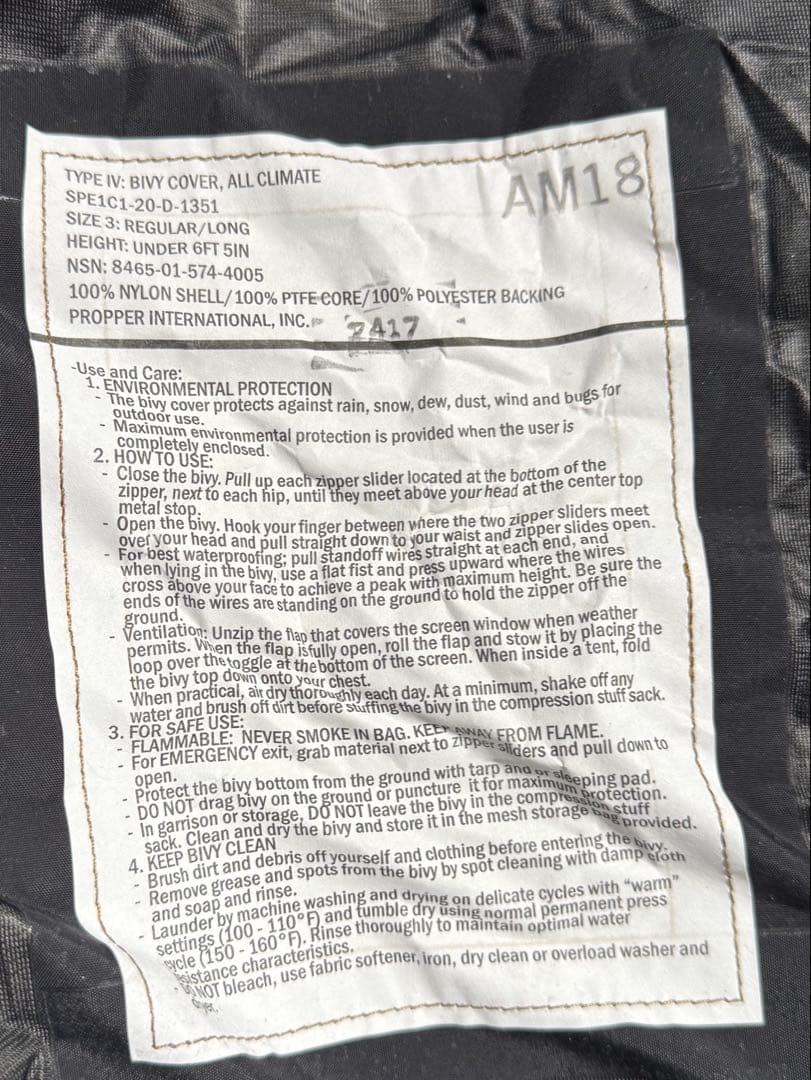 TYPE IV: BIVY COVER, ALL CLIMATE
AM18
SPE1C1-20-D-1351
SIZE 3: REGULAR/LONG
HEIGHT: UNDER 6FT 5IN
NSN: 8465-01-574-4005
100% NYLON SHELL/100% PTFE CORE/100% POLYESTER BACKING
PROPPER INTERNATIONAL, INC. 2417
-Use and Care:
1. ENVIRONMENTAL PROTECTION
- The bivy cover protects against rain, snow, dew, dust, wind and bugs for
outdoor use.
- Maximum environmental protection is provided when the user is
completely enclosed.
2. HOW TO USE:
- Close the bivy. Pull up each zipper slider located at the bottom of the
zipper, next to each hip, until they meet above your head at the center top
metal stop.
- Open the bivy. Hook your finger between where the two zipper sliders meet
over your head and pull straight down to your waist and zipper slides open.
- For best waterproofing; pull standoff wires straight at each end, and
when lying in the bivy, use a flat fist and press upward where the wires
cross above your face to achieve a peak with maximum height. Be sure the
ends of the wires are standing on the ground to hold the zipper off the
ground.
- Ventilation: Unzip the flap that covers the screen window when weather
permits. When the flap is fully open, roll the flap and stow it by placing the
loop over the toggle at the bottom of the screen. When inside a tent, fold
the bivy top down onto your chest.
- When practical, air dry thoroughly each day. At a minimum, shake off any
water and brush off dirt before stuffing the bivy in the compression stuff sack.
3. FOR SAFE USE:
- FLAMMABLE: NEVER SMOKE IN BAG. KEEP AWAY FROM FLAME.
- For EMERGENCY exit, grab material next to zipper sliders and pull down to
open.
- Protect the bivy bottom from the ground with tarp and or sleeping pad.
- DO NOT drag bivy on the ground or puncture it for maximum protection.
- In garrison or storage, DO NOT leave the bivy in the compression stuff
sack. Clean and dry the bivy and store it in the mesh storage bag provided.
4. KEEP BIVY CLEAN
- Brush dirt and debris off yourself and clothing before entering the bivy.
- Remove grease and spots from the bivy by spot cleaning with damp cloth
and soap and rinse.
- Launder by machine washing and drying on delicate cycles with "warm"
settings (100 - 110°F) and tumble dry using normal permanent press
cycle (150 - 160°F). Rinse thoroughly to maintain optimal water
resistance characteristics.
- Do NOT bleach, use fabric softener, iron, dry clean or overload washer and
dryer.